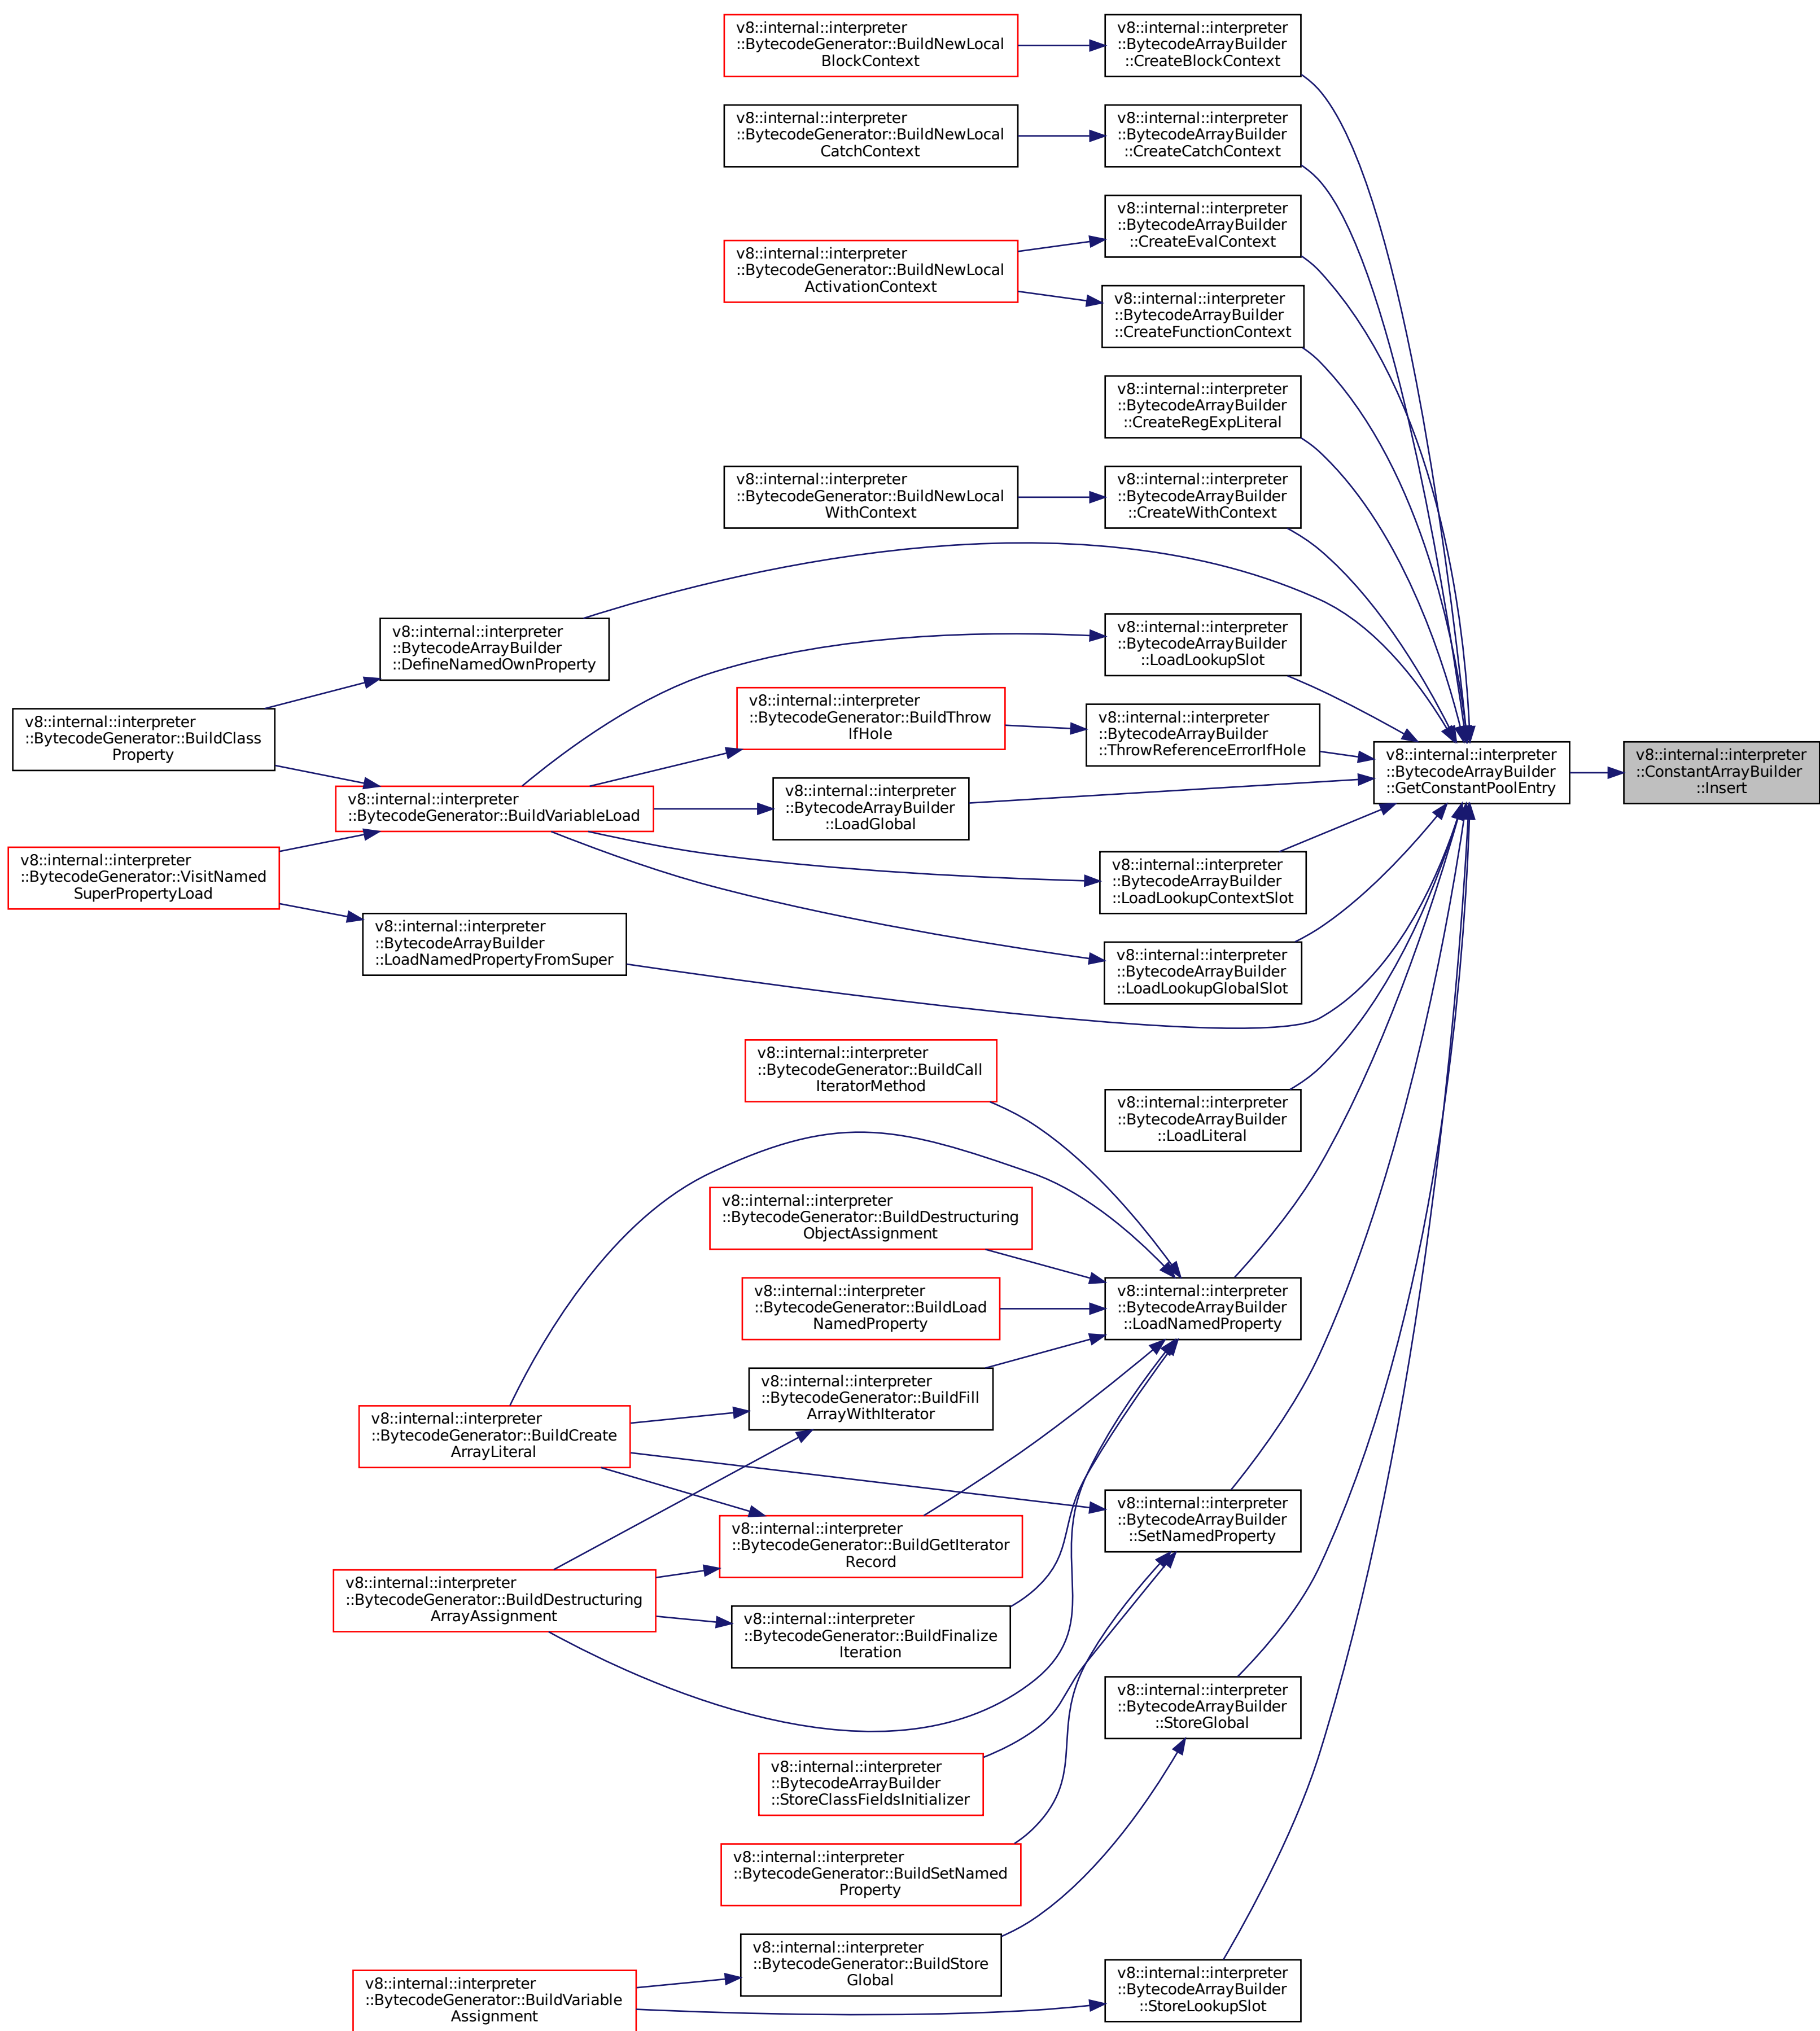 v8::internal::interpreter
::BytecodeGenerator::BuildNewLocal
BlockContext
v8::internal::interpreter
::BytecodeArrayBuilder
::CreateBlockContext
v8::internal::interpreter
::BytecodeGenerator::BuildNewLocal
CatchContext
v8::internal::interpreter
::BytecodeArrayBuilder
::CreateCatchContext
v8::internal::interpreter
::BytecodeArrayBuilder
::CreateEvalContext
v8::internal::interpreter
::BytecodeGenerator::BuildNewLocal
ActivationContext
v8::internal::interpreter
::BytecodeArrayBuilder
::CreateFunctionContext
v8::internal::interpreter
::BytecodeArrayBuilder
::CreateRegExpLiteral
v8::internal::interpreter
::BytecodeGenerator::BuildNewLocal
WithContext
v8::internal::interpreter
::BytecodeArrayBuilder
::CreateWithContext
v8::internal::interpreter
::BytecodeArrayBuilder
::DefineNamedOwnProperty
v8::internal::interpreter
::BytecodeArrayBuilder
::LoadLookupSlot
v8::internal::interpreter
::BytecodeGenerator::BuildClass
Property
v8::internal::interpreter
::BytecodeGenerator::BuildThrow
IfHole
v8::internal::interpreter
::BytecodeArrayBuilder
::ThrowReferenceErrorIfHole
v8::internal::interpreter
::BytecodeArrayBuilder
::GetConstantPoolEntry
v8::internal::interpreter
::ConstantArrayBuilder
::Insert
v8::internal::interpreter
::BytecodeGenerator::BuildVariableLoad
v8::internal::interpreter
::BytecodeArrayBuilder
::LoadGlobal
v8::internal::interpreter
::BytecodeGenerator::VisitNamed
SuperPropertyLoad
v8::internal::interpreter
::BytecodeArrayBuilder
::LoadLookupContextSlot
v8::internal::interpreter
::BytecodeArrayBuilder
::LoadNamedPropertyFromSuper
v8::internal::interpreter
::BytecodeArrayBuilder
::LoadLookupGlobalSlot
v8::internal::interpreter
::BytecodeGenerator::BuildCall
IteratorMethod
v8::internal::interpreter
::BytecodeArrayBuilder
::LoadLiteral
v8::internal::interpreter
::BytecodeGenerator::BuildDestructuring
ObjectAssignment
v8::internal::interpreter
::BytecodeGenerator::BuildLoad
NamedProperty
v8::internal::interpreter
::BytecodeArrayBuilder
::LoadNamedProperty
v8::internal::interpreter
::BytecodeGenerator::BuildFill
ArrayWithIterator
v8::internal::interpreter
::BytecodeGenerator::BuildCreate
ArrayLiteral
v8::internal::interpreter
::BytecodeArrayBuilder
::SetNamedProperty
v8::internal::interpreter
::BytecodeGenerator::BuildGetIterator
Record
v8::internal::interpreter
::BytecodeGenerator::BuildDestructuring
ArrayAssignment
v8::internal::interpreter
::BytecodeGenerator::BuildFinalize
Iteration
v8::internal::interpreter
::BytecodeArrayBuilder
::StoreGlobal
v8::internal::interpreter
::BytecodeArrayBuilder
::StoreClassFieldsInitializer
v8::internal::interpreter
::BytecodeGenerator::BuildSetNamed
Property
v8::internal::interpreter
::BytecodeGenerator::BuildStore
Global
v8::internal::interpreter
::BytecodeGenerator::BuildVariable
Assignment
v8::internal::interpreter
::BytecodeArrayBuilder
::StoreLookupSlot